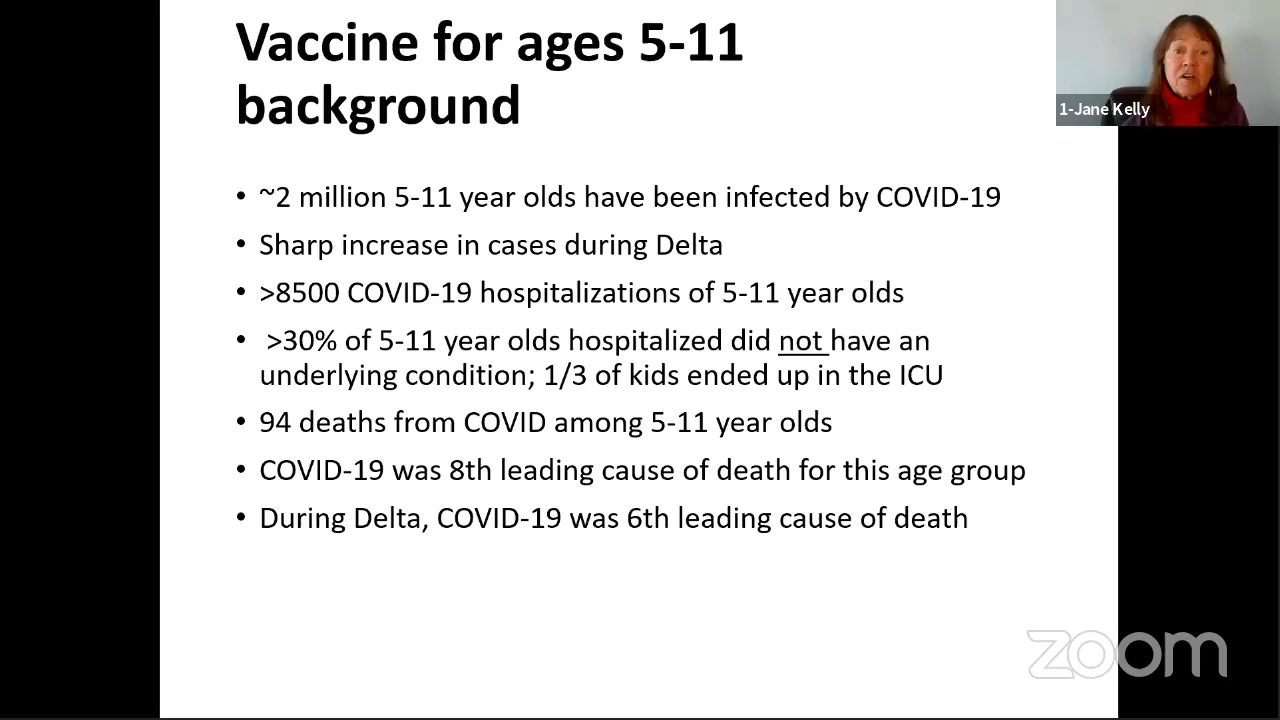 Vaccine for ages 5-11
background
1-Jane Kelly
• ~2 million 5-11 year olds have been infected by COVID-19
• Sharp increase in cases during Delta
• >8500 COVID-19 hospitalizations of 5-11 year olds
• >30% of 5-11 year olds hospitalized did not have an
underlying condition; 1/3 of kids ended up in the ICU
• 94 deaths from COVID among 5-11 year olds
• COVID-19 was 8th leading cause of death for this age group
• During Delta, COVID-19 was 6th leading cause of death
zoom